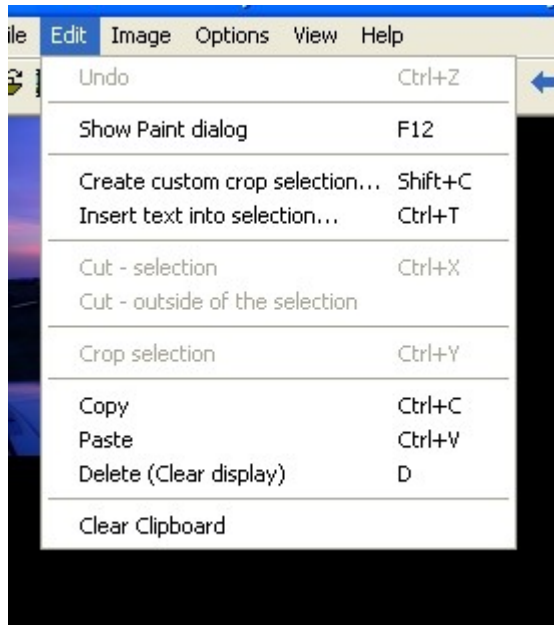 ile Edit Image Options View Help
Undo Ctrl+Z
Show Paint dialog F12
Create custom crop selection... Shift+C
Insert text into selection... Ctrl+T
Cut - selection Ctrl+X
Cut - outside of the selection
Crop selection Ctrl+Y
Copy Ctrl+C
Paste Ctrl+V
Delete (Clear display) D
Clear Clipboard